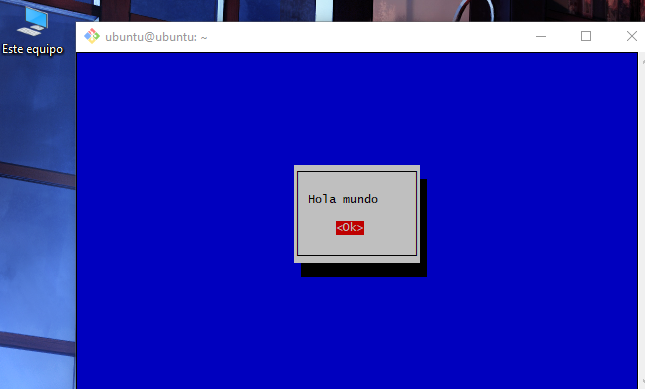 Este equipo
ubuntu@ubuntu: ~
Hola mundo
<Ok>